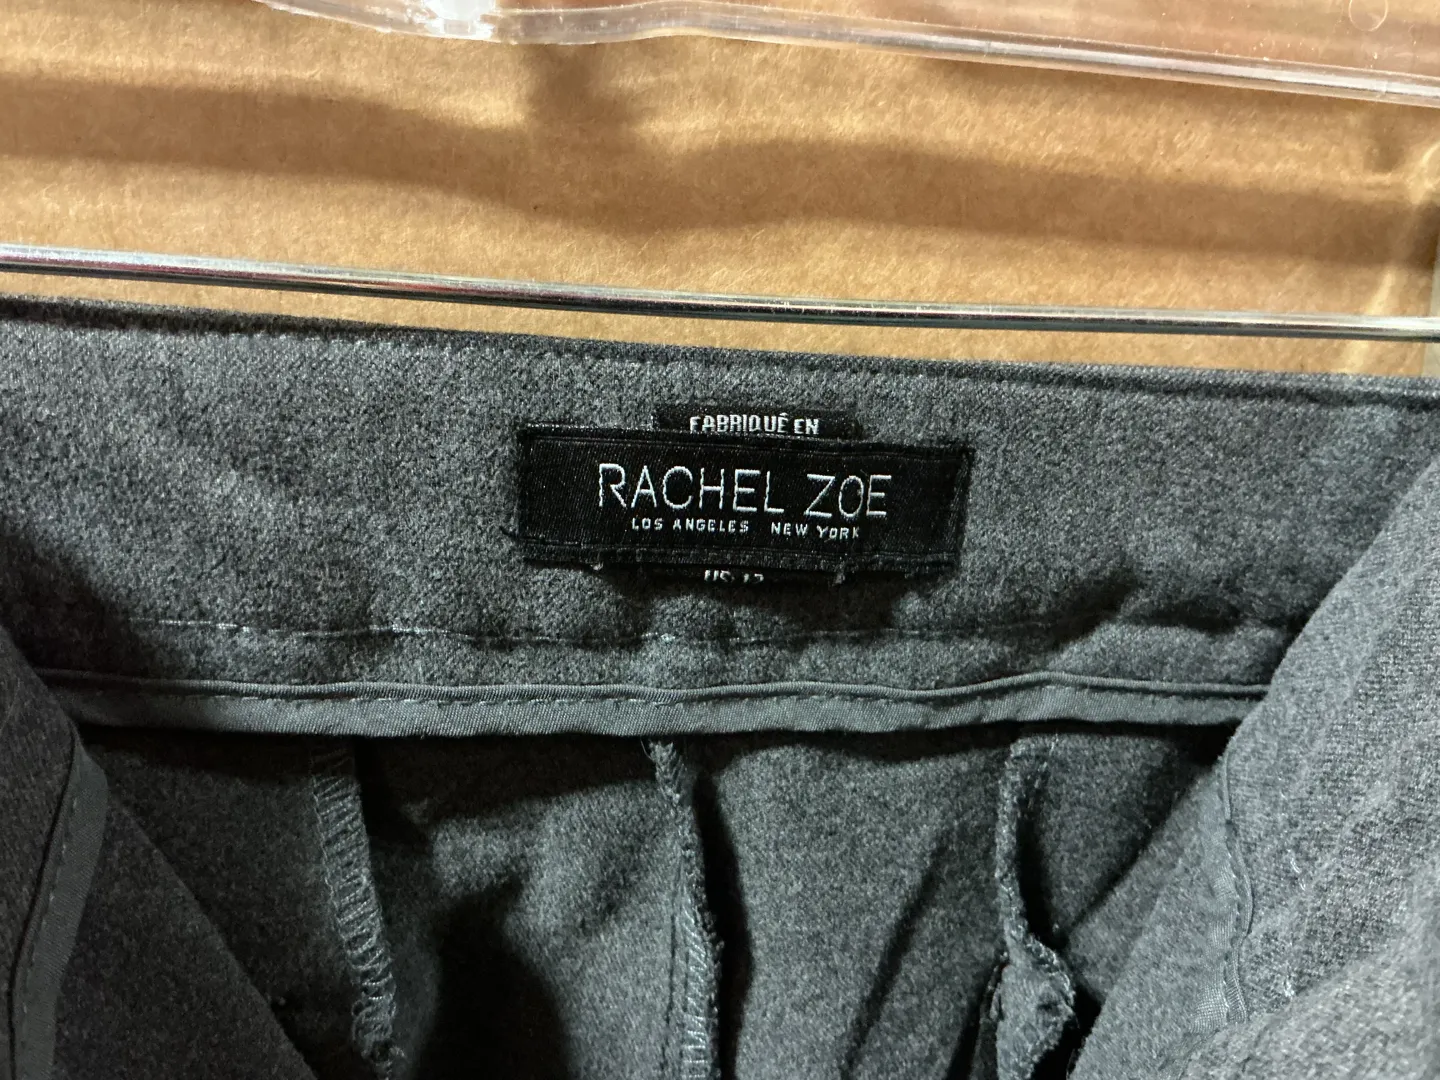 FABRIQUÉ EN
RACHEL ZOE
LOS ANGELES NEW YORK